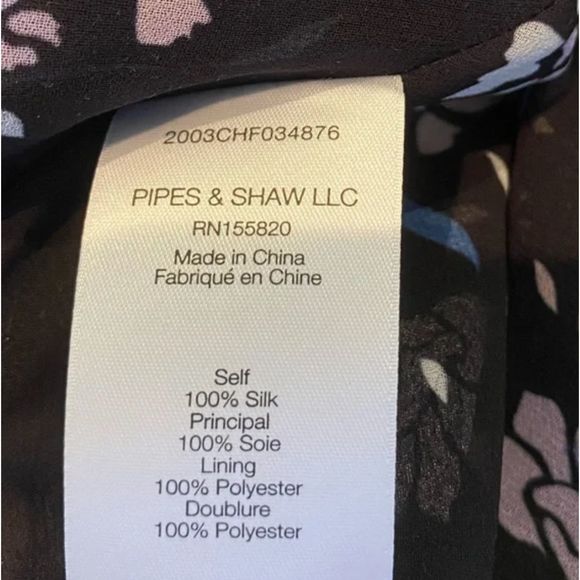 2003CHF034876
PIPES & SHAW LLC
RN155820
Made in China
Fabriqué en Chine
Self
100% Silk
Principal
100% Soie
Lining
100% Polyester
Doublure
100% Polyester